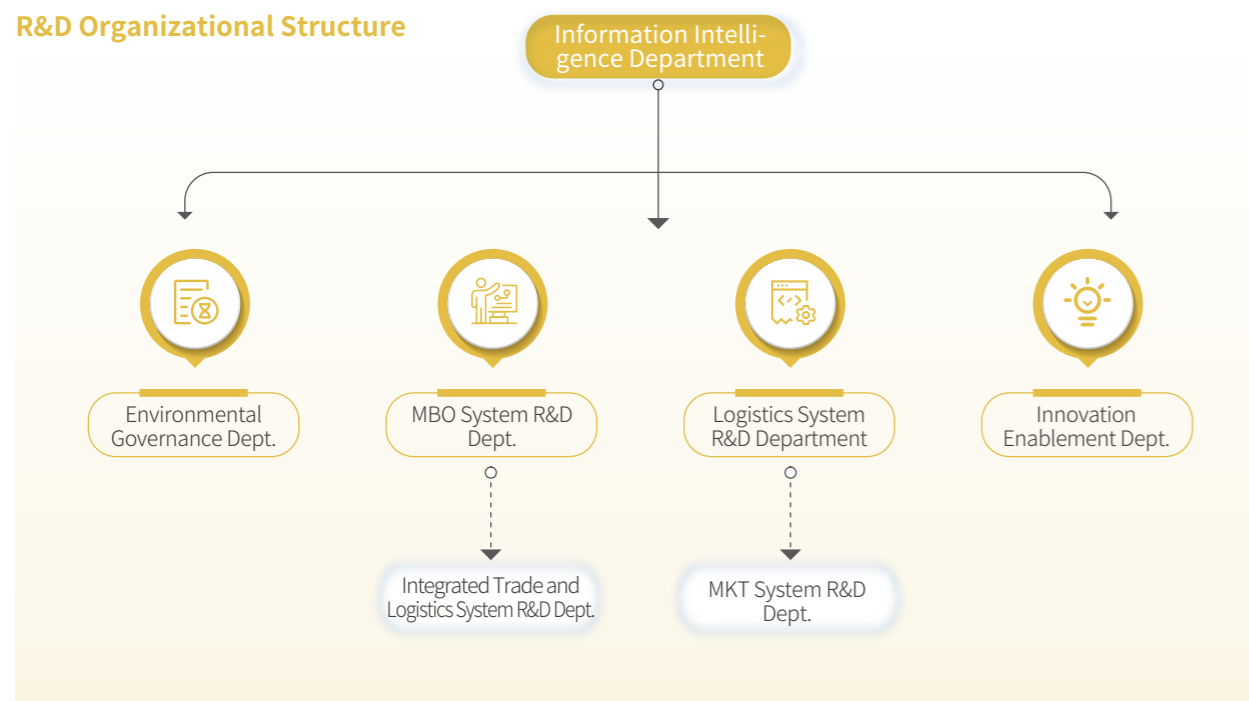 R&D Organizational Structure
Information Intelli-
gence Department
Environmental
Governance Dept.
MBO System R&D
Dept.
Logistics System
R&D Department
Innovation
Enablement Dept.
Integrated Trade and
Logistics System R&D Dept.
MKT System R&D
Dept.